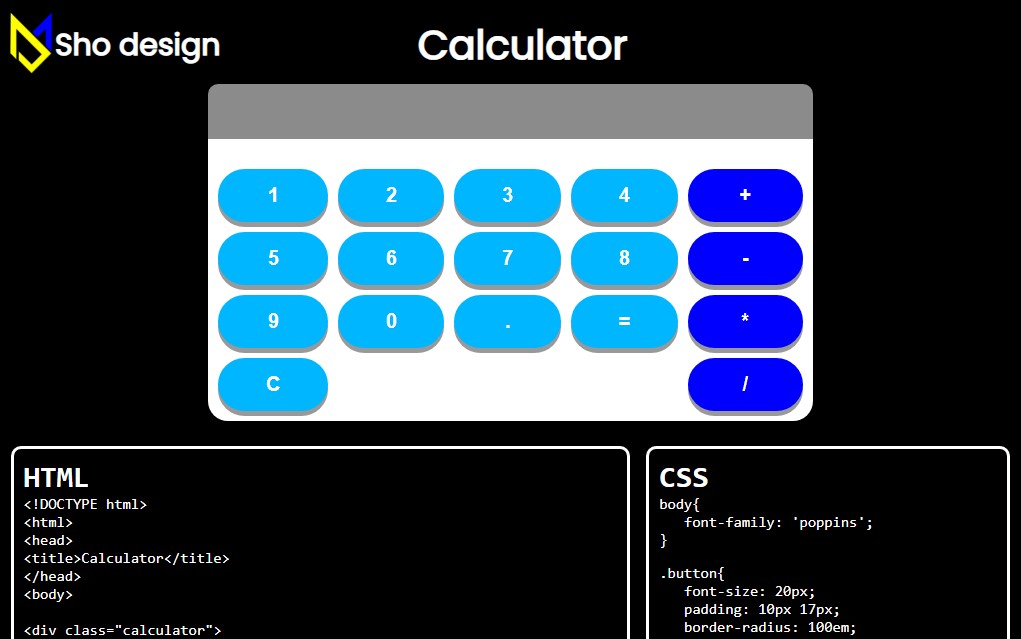 Sho design
Calculator
1 2 3 4 +
5 6 7 8 -
9 0 . = *
C /
HTML
<!DOCTYPE html>
<html>
<head>
<title>Calculator</title>
</head>
<body>
<div class="calculator">
CSS
body{
font-family: 'poppins';
}
.button{
font-size: 20px;
padding: 10px 17px;
border-radius: 100em;